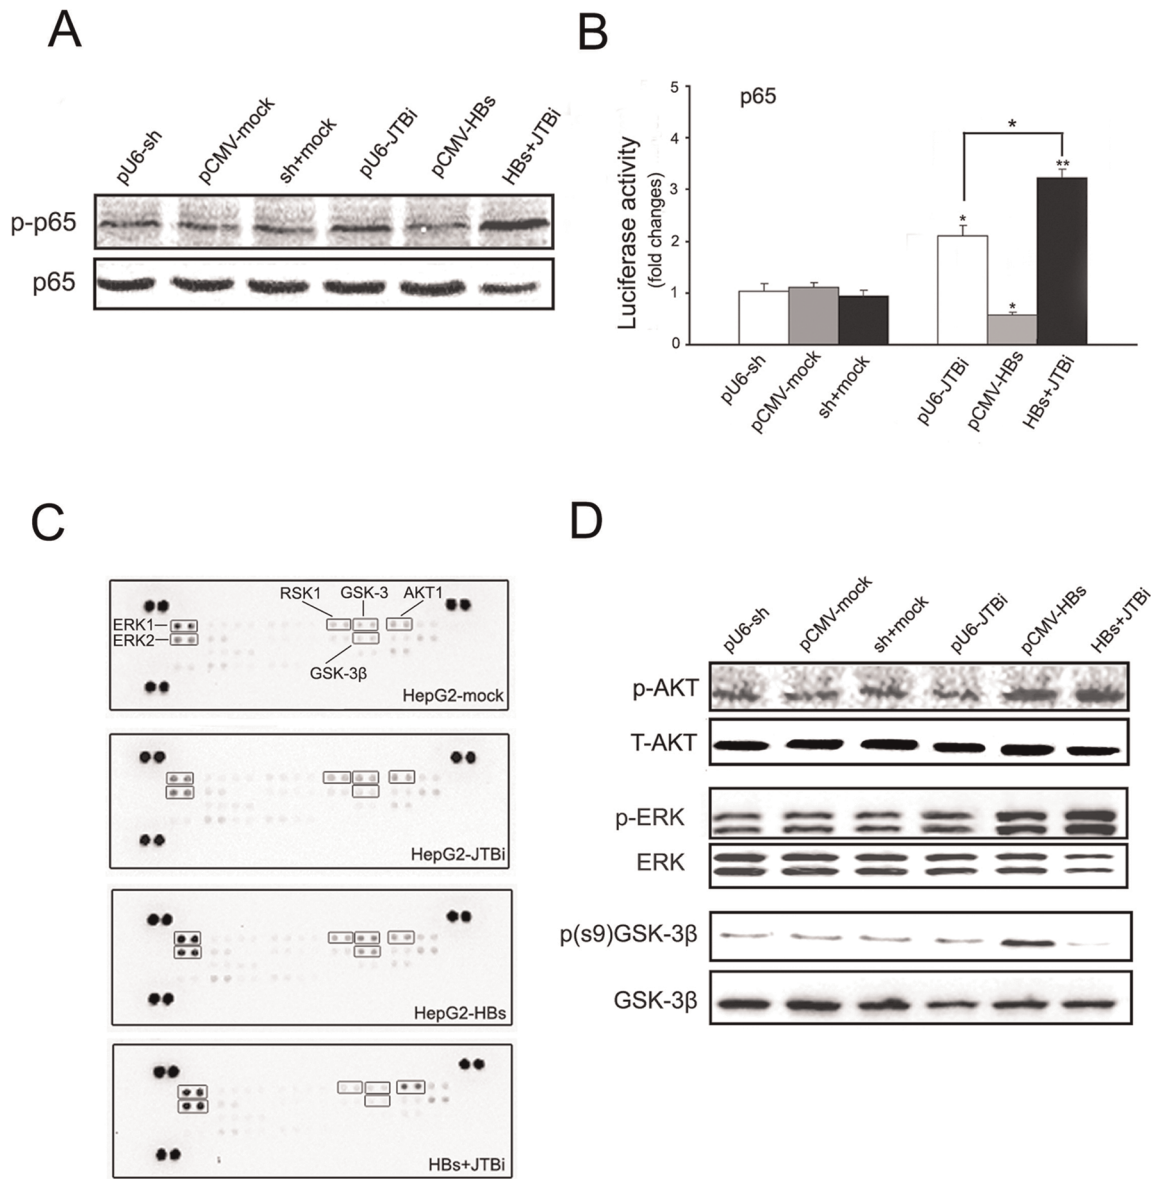 A
pU6-sh
pCMV-mock
sh+mock
pU6-JTBi
pCMV-HBs
HBs+JTBi
p-p65
p65
B
p65
5
4
3
2
1
0
Luciferase activity
(fold changes)
*
**
*
*
pU6-sh
pCMV-mock
sh+mock
pU6-JTBi
pCMV-HBs
HBs+JTBi
C
RSK1
GSK-3
AKT1
ERK1
ERK2
GSK-3β
HepG2-mock
HepG2-JTBi
HepG2-HBs
HBs+JTBi
D
pU6-sh
pCMV-mock
sh+mock
pU6-JTBi
pCMV-HBs
HBs+JTBi
p-AKT
T-AKT
p-ERK
ERK
p(s9)GSK-3β
GSK-3β